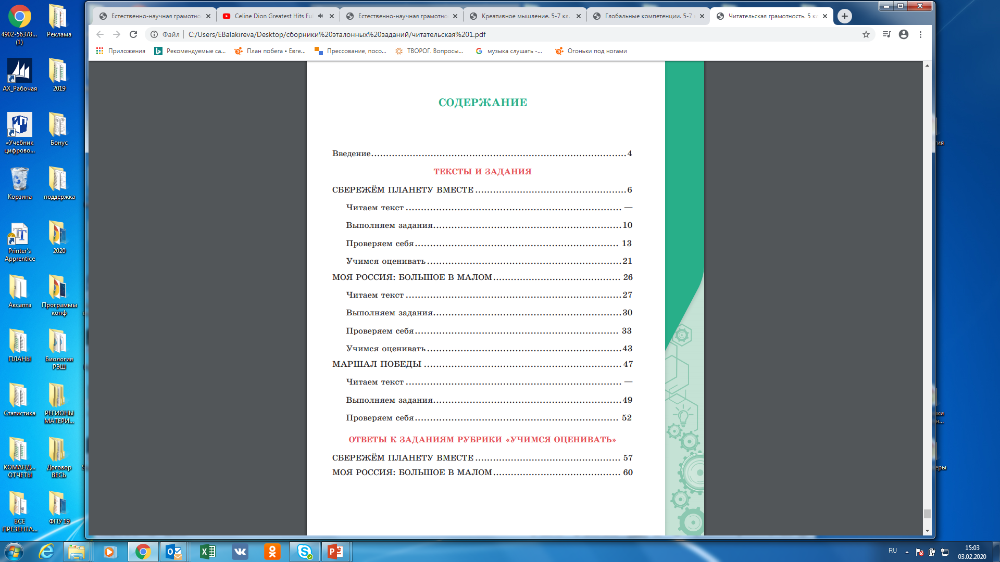 Естественно-научная грамотно
Celine Dion Greatest Hits Ful
Естественно-научная грамотно
Креативное мышление. 5-7 кл.
Глобальные компетенции. 5-7
Читательская грамотность. 5 кл
Файл
C:/Users/EBalakireva/Desktop/сборники%20эталонных%20заданий/читательская%201.pdf
Приложения
Рекомендуемые са...
План побега • Евге...
Прессование, посо...
ТВОРОГ. Вопросы...
музыка слушать -...
Огоньки под ногами
4902-56378...
(1)
Реклама
AX_Рабочая
2019
«Учебник
цифрово...
Бонус
Корзина
поддержка
Printer's
Apprentice
2020
Аксапта
Программы
конф
ПЛАНЫ
Биология
РЭШ
Статистика
РЕГИОНЫ
МАТЕРИ...
КОМАНД...
ОТЧЕТЫ
Договор
ВЕСЬ
ВСЕ
ПРЕЗЕНТА...
ФПУ 19
СОДЕРЖАНИЕ
Введение....................4
ТЕКСТЫ И ЗАДАНИЯ
СБЕРЕЖЁМ ПЛАНЕТУ ВМЕСТЕ....................6
Читаем текст.................... —
Выполняем задания....................10
Проверяем себя.................... 13
Учимся оценивать....................21
МОЯ РОССИЯ: БОЛЬШОЕ В МАЛОМ.................... 26
Читаем текст....................27
Выполняем задания....................30
Проверяем себя.................... 33
Учимся оценивать....................43
МАРШАЛ ПОБЕДЫ....................47
Читаем текст.................... —
Выполняем задания....................49
Проверяем себя.................... 52
ОТВЕТЫ К ЗАДАНИЯМ РУБРИКИ «УЧИМСЯ ОЦЕНИВАТЬ»
СБЕРЕЖЁМ ПЛАНЕТУ ВМЕСТЕ.................... 57
МОЯ РОССИЯ: БОЛЬШОЕ В МАЛОМ.................... 60
RU
15:03
03.02.2020